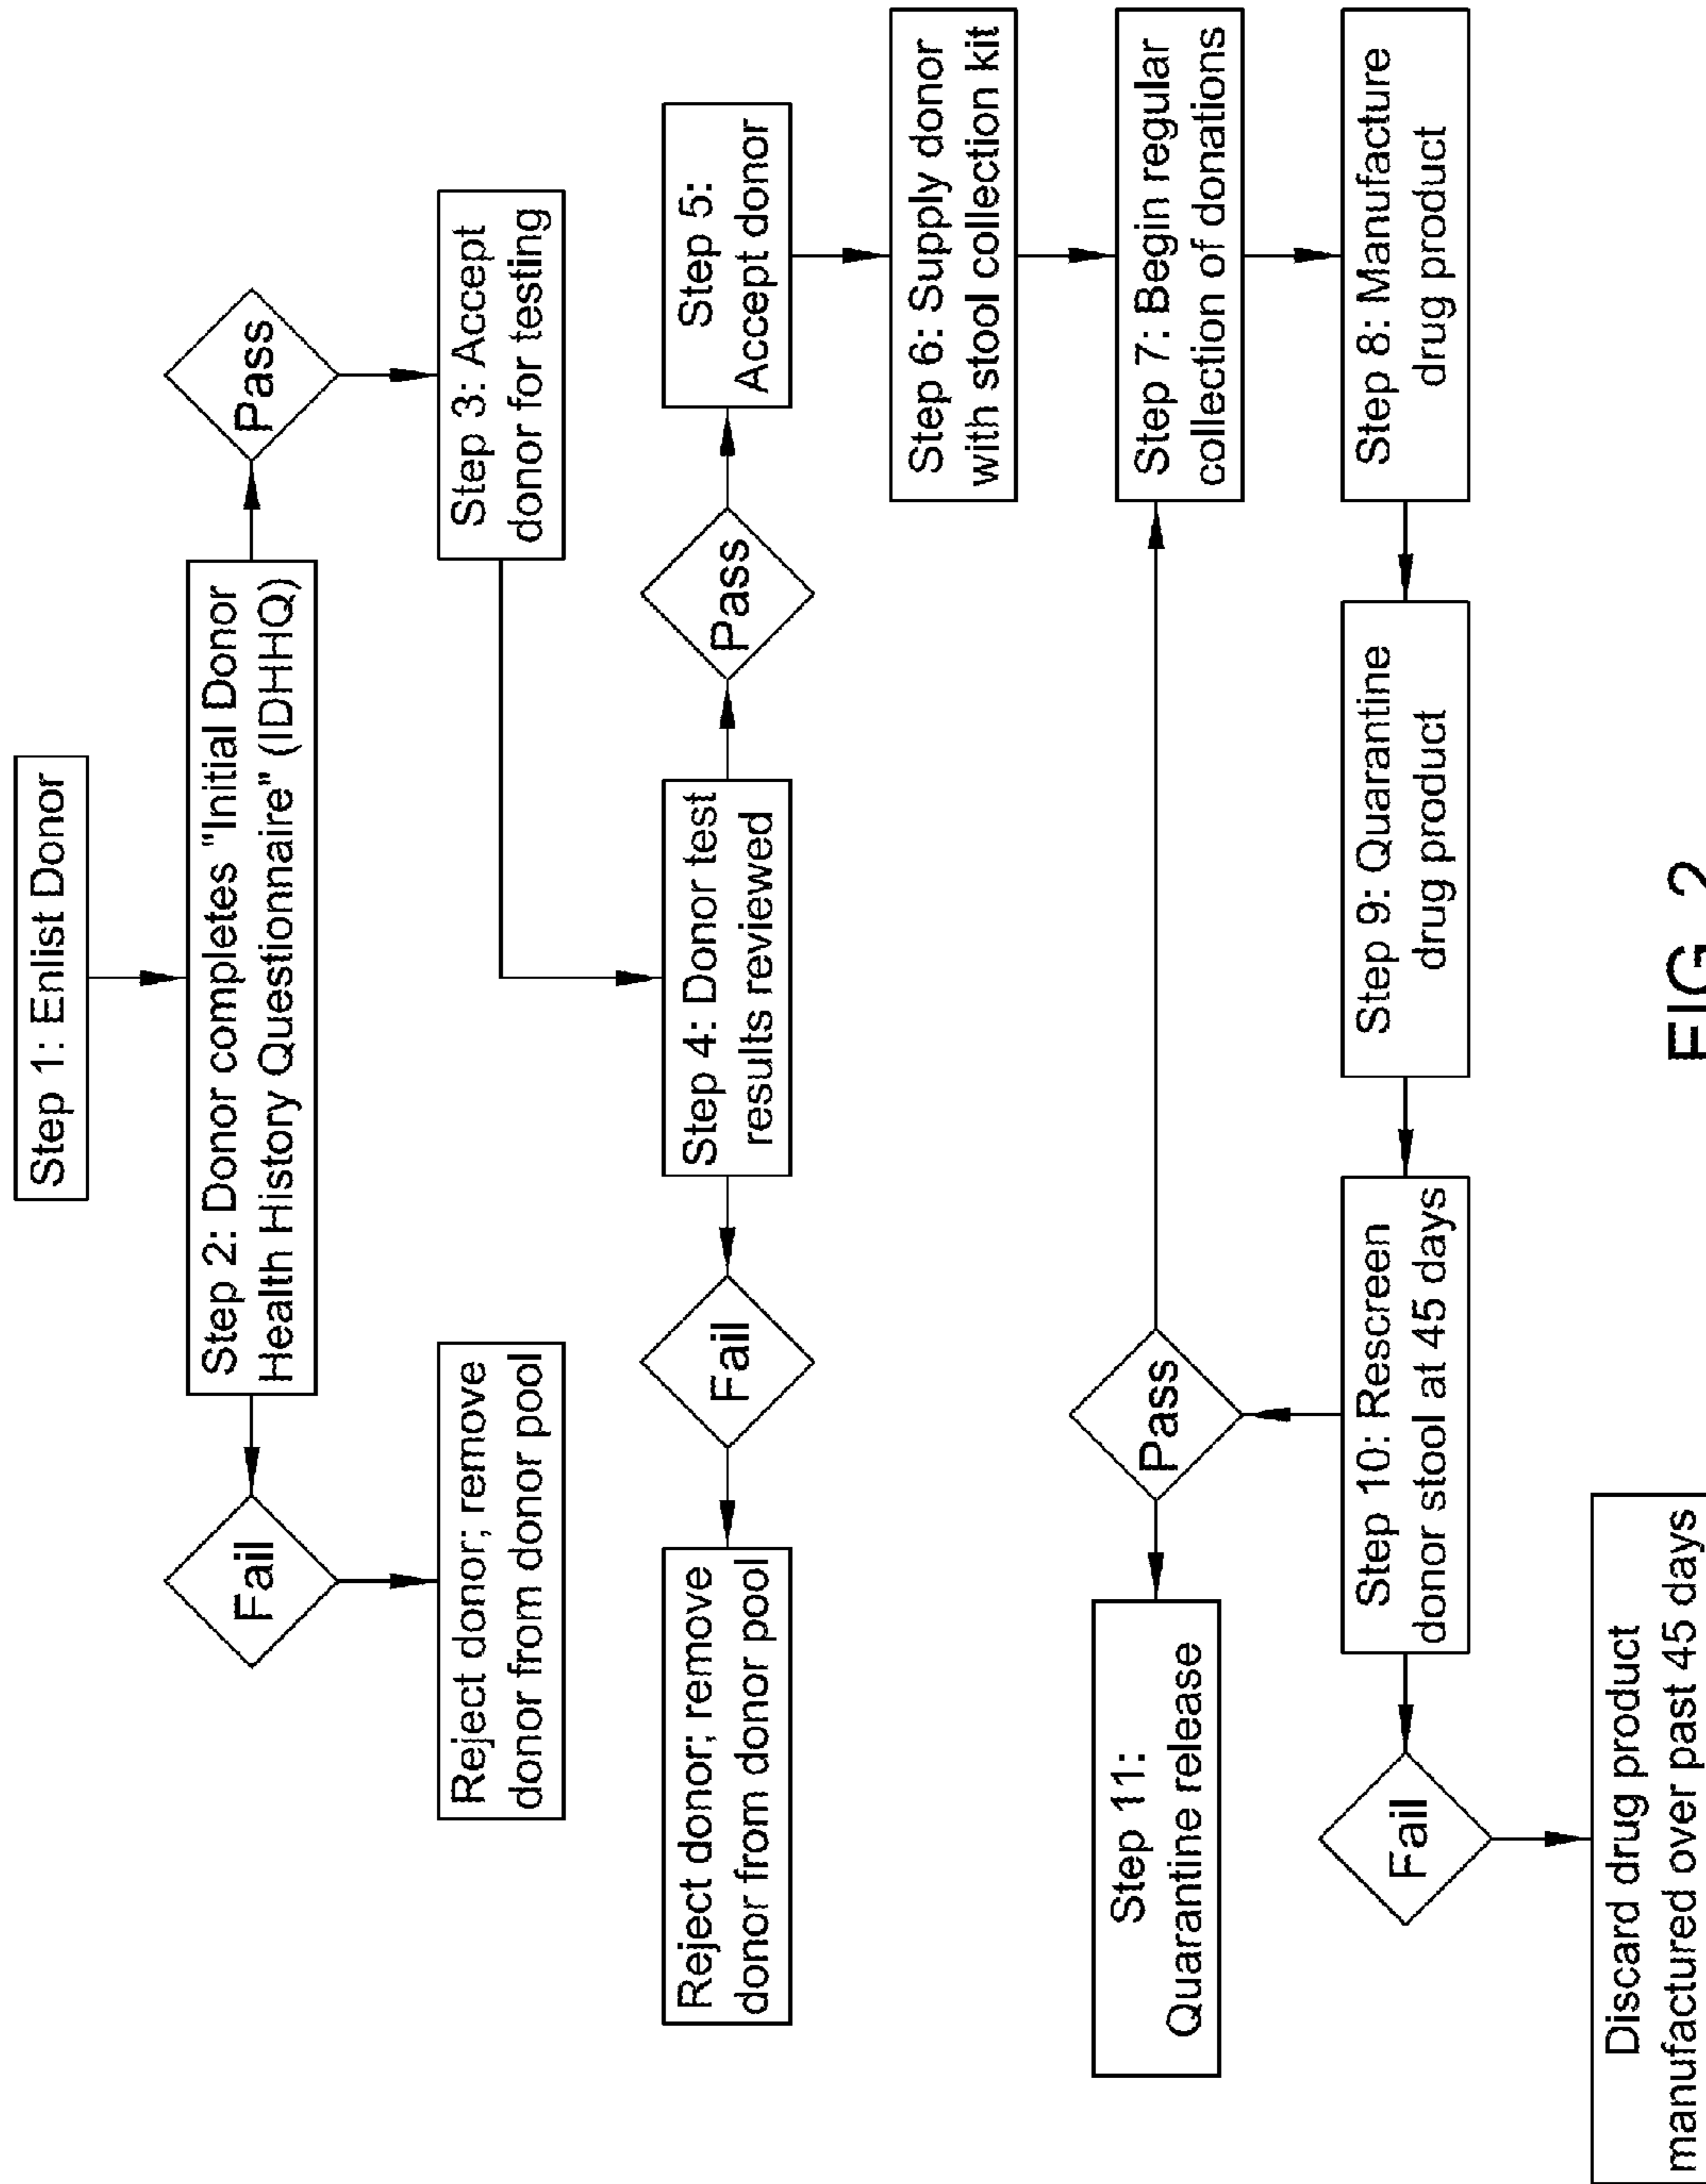 Step 1: Enlist Donor
Step 2: Donor completes "Initial Donor
Health History Questionnaire" (IDHHQ)
Fail
Pass
Reject donor; remove
donor from donor pool
Step 3: Accept
donor for testing
Step 4: Donor test
results reviewed
Fail
Pass
Reject donor; remove
donor from donor pool
Step 5:
Accept donor
Step 6: Supply donor
with stool collection kit
Step 7: Begin regular
collection of donations
Step 8: Manufacture
drug product
Step 9: Quarantine
drug product
Step 10: Rescreen
donor stool at 45 days
Pass
Step 11:
Quarantine release
Fail
Discard drug product
manufactured over past 45 days
FIG 2